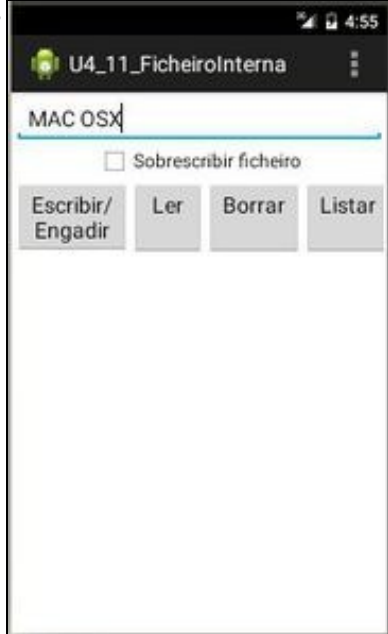 4:55
U4_11_FicheiroInterna
MAC OSX
Sobrescribir ficheiro
Escribir/ Ler Borrar Listar
Engadir